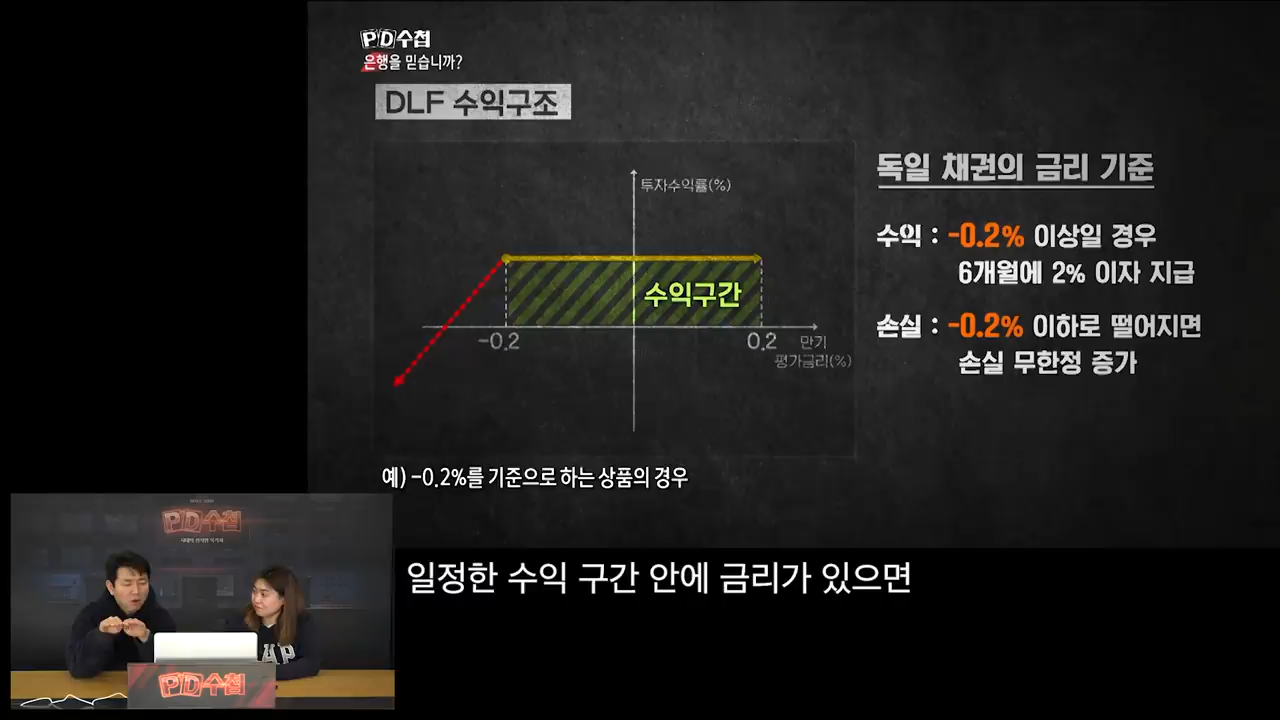 PD수첩
은행을 믿습니까?
DLF 수익구조
투자수익률(%)
수익구간
-0.2
0.2
만기
평가금리(%)
예) -0.2%를 기준으로 하는 상품의 경우
독일 채권의 금리 기준
수익 : -0.2% 이상일 경우
6개월에 2% 이자 지급
손실 : -0.2% 이하로 떨어지면
손실 무한정 증가
PD수첩
AP
PD수첩
일정한 수익 구간 안에 금리가 있으면